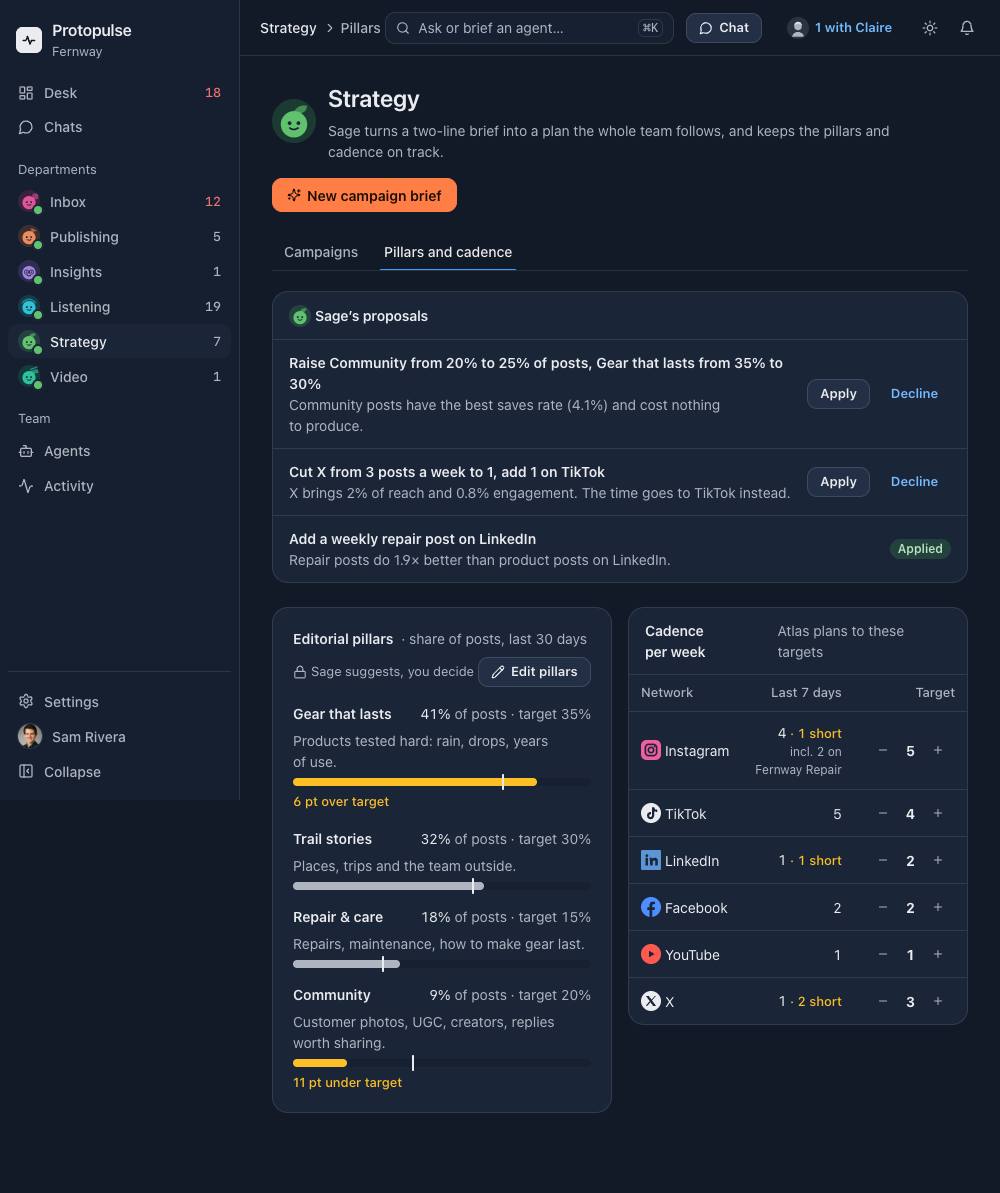 Protopulse
Fernway
Desk 18
Chats
Departments
Inbox 12
Publishing 5
Insights 1
Listening 19
Strategy 7
Video 1
Team
Agents
Activity
Settings
Sam Rivera
Collapse
Strategy > Pillars
Ask or brief an agent… ⌘K
Chat
1 with Claire
Strategy
Sage turns a two-line brief into a plan the whole team follows, and keeps the pillars and
cadence on track.
New campaign brief
Campaigns Pillars and cadence
Sage’s proposals
Raise Community from 20% to 25% of posts, Gear that lasts from 35% to
30%
Community posts have the best saves rate (4.1%) and cost nothing
to produce.
Apply Decline
Cut X from 3 posts a week to 1, add 1 on TikTok
X brings 2% of reach and 0.8% engagement. The time goes to TikTok instead.
Apply Decline
Add a weekly repair post on LinkedIn
Repair posts do 1.9× better than product posts on LinkedIn.
Applied
Editorial pillars · share of posts, last 30 days
Sage suggests, you decide Edit pillars
Gear that lasts 41% of posts · target 35%
Products tested hard: rain, drops, years
of use.
6 pt over target
Trail stories 32% of posts · target 30%
Places, trips and the team outside.
Repair & care 18% of posts · target 15%
Repairs, maintenance, how to make gear last.
Community 9% of posts · target 20%
Customer photos, UGC, creators, replies
worth sharing.
11 pt under target
Cadence
per week
Atlas plans to these
targets
Network Last 7 days Target
Instagram 4 · 1 short − 5 +
incl. 2 on
Fernway Repair
TikTok 5 − 4 +
LinkedIn 1 · 1 short − 2 +
Facebook 2 − 2 +
YouTube 1 − 1 +
X 1 · 2 short − 3 +